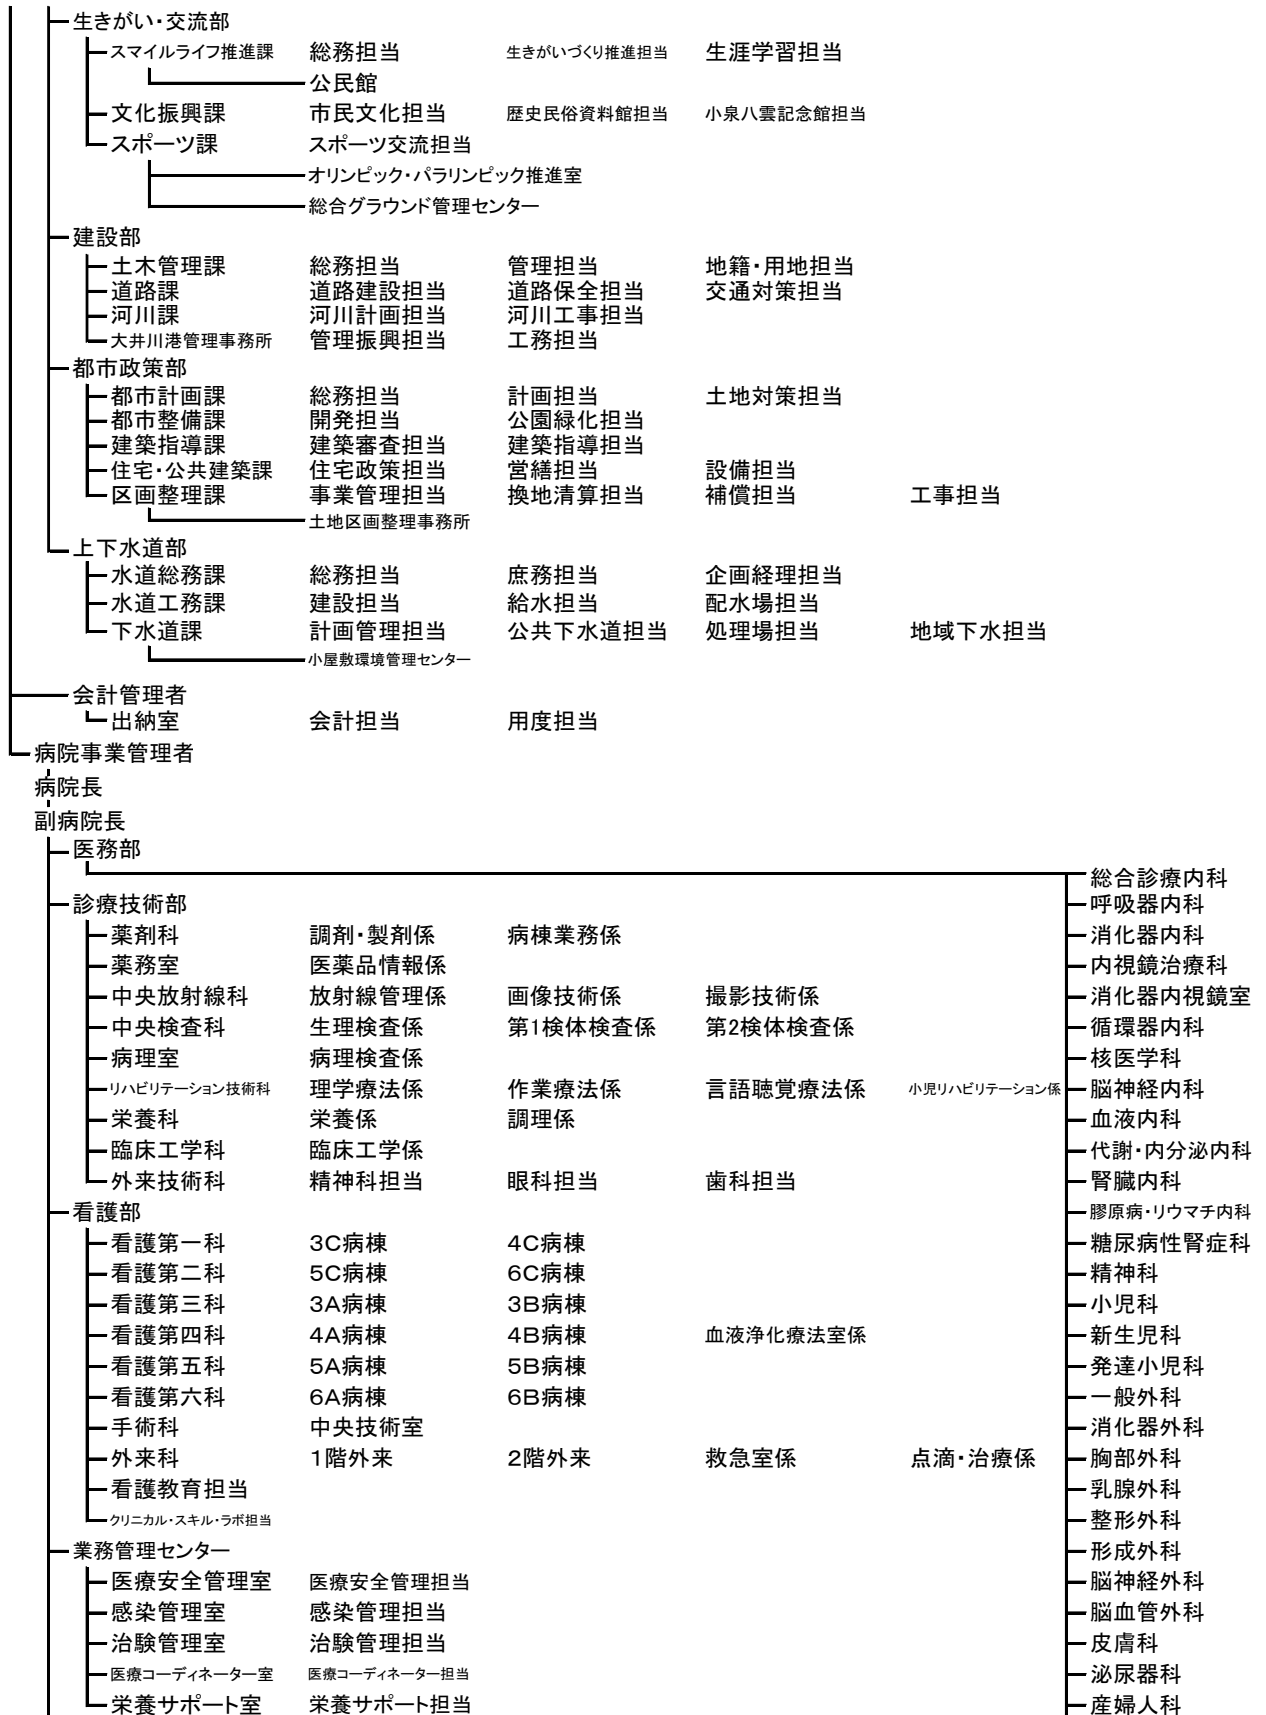 生きがい・交流部
スマイルライフ推進課 総務担当 生きがいづくり推進担当 生涯学習担当
公民館
文化振興課 市民文化担当 歴史民俗資料館担当 小泉八雲記念館担当
スポーツ課 スポーツ交流担当
オリンピック・パラリンピック推進室
総合グラウンド管理センター
建設部
土木管理課 総務担当 管理担当 地籍・用地担当
道路課 道路建設担当 道路保全担当 交通対策担当
河川課 河川計画担当 河川工事担当
大井川港管理事務所 管理振興担当 工務担当
都市政策部
都市計画課 総務担当 計画担当 土地対策担当
都市整備課 開発担当 公園緑化担当
建築指導課 建築審査担当 建築指導担当
住宅・公共建築課 住宅政策担当 営繕担当 設備担当
区画整理課 事業管理担当 換地清算担当 補償担当 工事担当
土地区画整理事務所
上下水道部
水道総務課 総務担当 庶務担当 企画経理担当
水道工務課 建設担当 給水担当 配水場担当
下水道課 計画管理担当 公共下水道担当 処理場担当 地域下水担当
小屋敷環境管理センター
会計管理者
出納室 会計担当 用度担当
病院事業管理者
病院長
副病院長
医務部
総合診療内科
診療技術部 呼吸器内科
薬剤科 調剤・製剤係 病棟業務係 消化器内科
薬務室 医薬品情報係 内視鏡治療科
中央放射線科 放射線管理係 画像技術係 撮影技術係 消化器内視鏡室
中央検査科 生理検査係 第1検体検査係 第2検体検査係 循環器内科
病理室 病理検査係 核医学科
リハビリテーション技術科 理学療法係 作業療法係 言語聴覚療法係 小児リハビリテーション係 脳神経内科
栄養科 栄養係 調理係 血液内科
臨床工学科 臨床工学係 代謝・内分泌内科
外来技術科 精神科担当 眼科担当 歯科担当 腎臓内科
看護部 膠原病・リウマチ内科
看護第一科 3C病棟 4C病棟 糖尿病性腎症科
看護第二科 5C病棟 6C病棟 精神科
看護第三科 3A病棟 3B病棟 小児科
看護第四科 4A病棟 4B病棟 血液浄化療法室係 新生児科
看護第五科 5A病棟 5B病棟 発達小児科
看護第六科 6A病棟 6B病棟 一般外科
手術科 中央技術室 消化器外科
外来科 1階外来 2階外来 救急室係 点滴・治療係 胸部外科
看護教育担当 乳腺外科
クリニカル・スキル・ラボ担当 整形外科
業務管理センター 形成外科
医療安全管理室 医療安全管理担当 脳神経外科
感染管理室 感染管理担当 脳血管外科
治験管理室 治験管理担当 皮膚科
医療コーディネーター室 医療コーディネーター担当 泌尿器科
栄養サポート室 栄養サポート担当 産婦人科